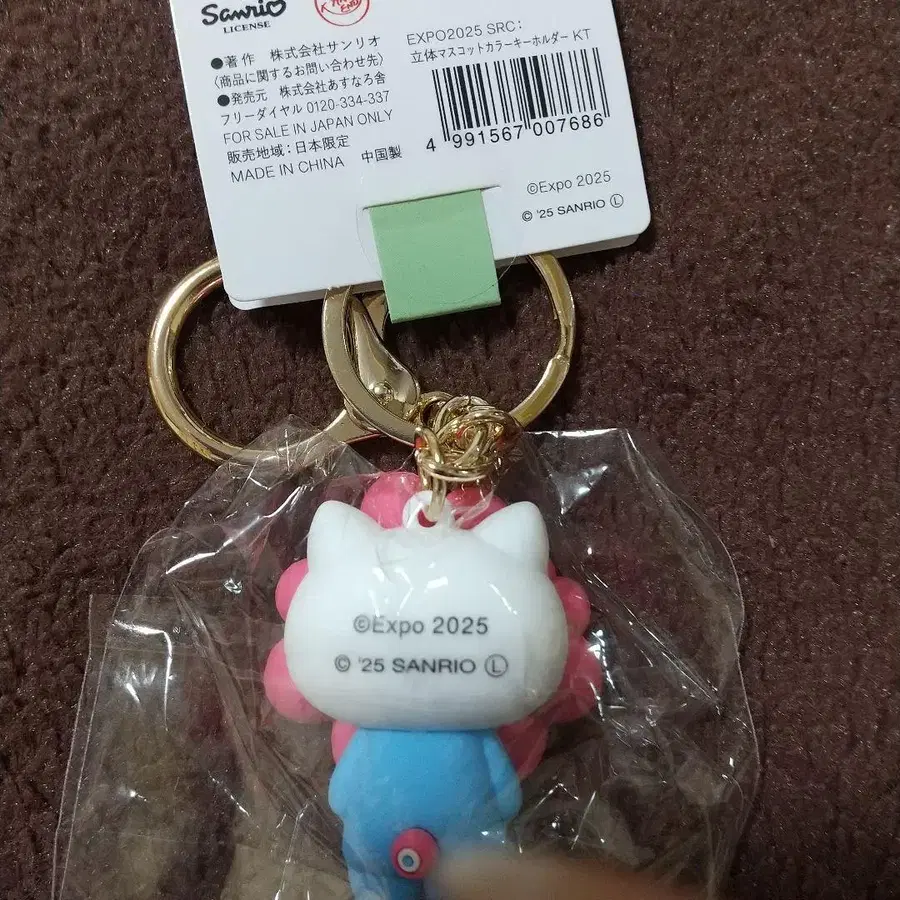 Sanrio
LICENSE
●著作 株式会社サンリオ
〈商品に関するお問い合わせ先〉
●発売元 株式会社あすなろ舎
フリーダイヤル 0120-334-337
FOR SALE IN JAPAN ONLY
販売地域:日本限定
MADE IN CHINA 中国製
EXPO2025 SRC:
立体マスコットカラーキーホルダー KT
4 991567 007686
©Expo 2025
© '25 SANRIO Ⓛ
©Expo 2025
© '25 SANRIO Ⓛ